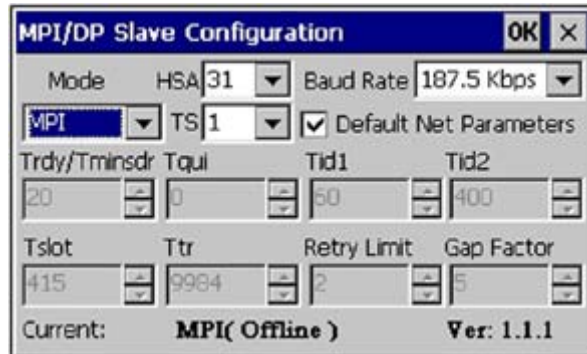 MPI/DP Slave Configuration OK ×
Mode HSA 31 Baud Rate 187.5 Kbps
MPI TS 1 Default Net Parameters
Trdy/Tminsdr Tqui Tid1 Tid2
20 0 60 400
Tslot Ttr Retry Limit Gap Factor
415 9984 2 5
Current: MPI( Offline ) Ver: 1.1.1